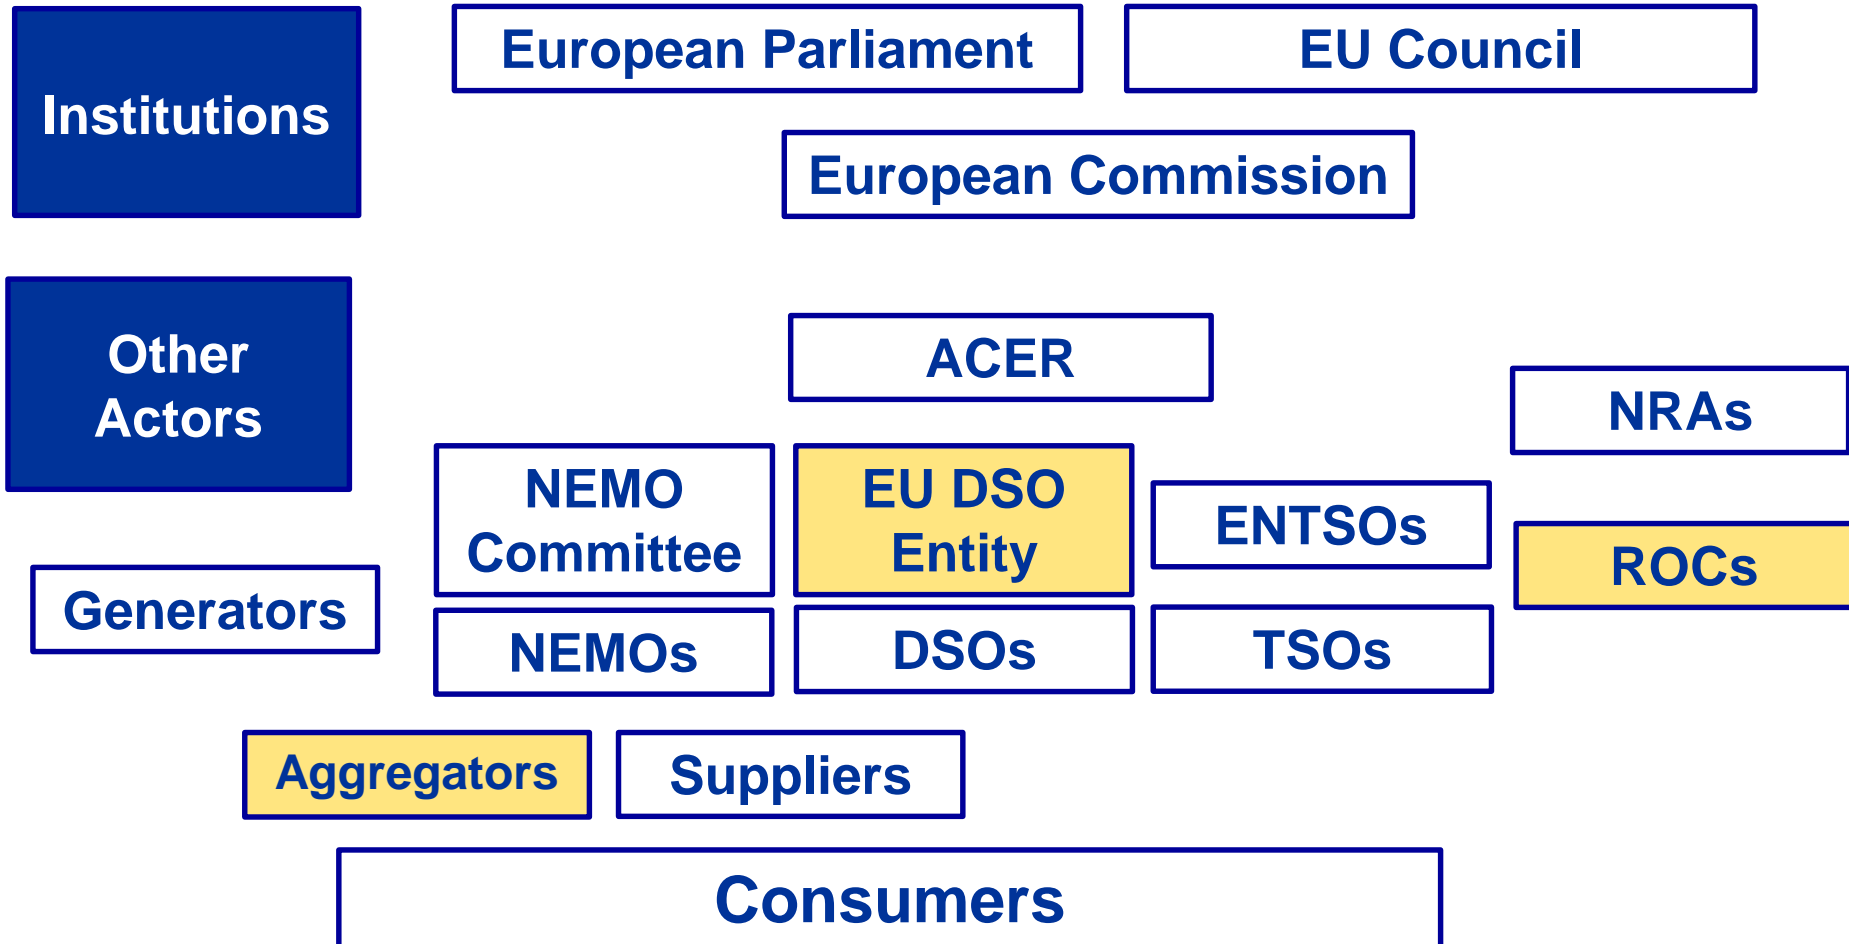 Institutions
European Parliament
EU Council
European Commission
Other
Actors
ACER
NRAs
NEMO
Committee
EU DSO
Entity
ENTSOs
ROCs
Generators
NEMOs
DSOs
TSOs
Aggregators
Suppliers
Consumers